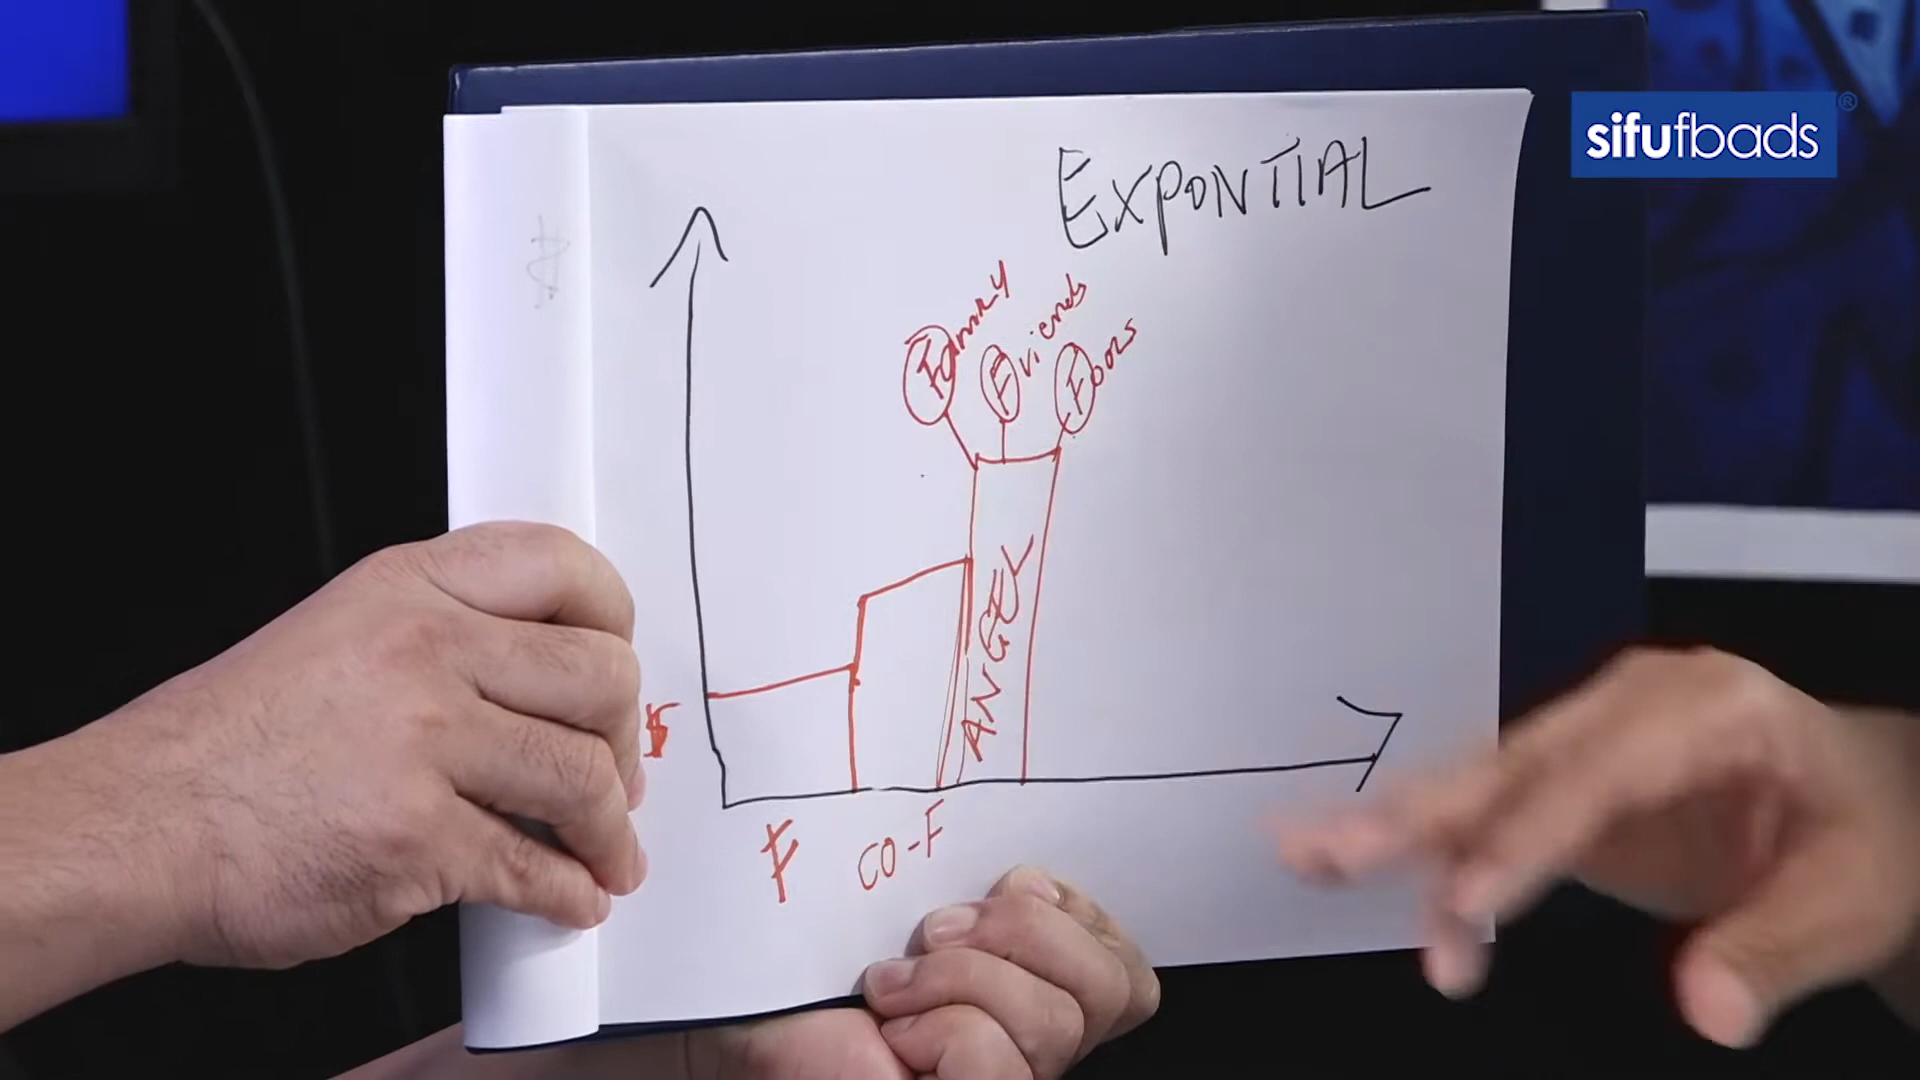 sifufbads®
EXPONTIAL
Family
Friends
Fools
ANGEL
$
F
CO-F